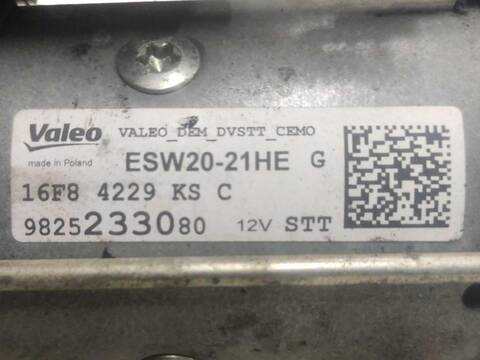 Valeo VALEO_DEM_DVSTT_CEMO
made in Poland ESW20-21HE G
16F8 4229 KS C
9825233080 12V STT